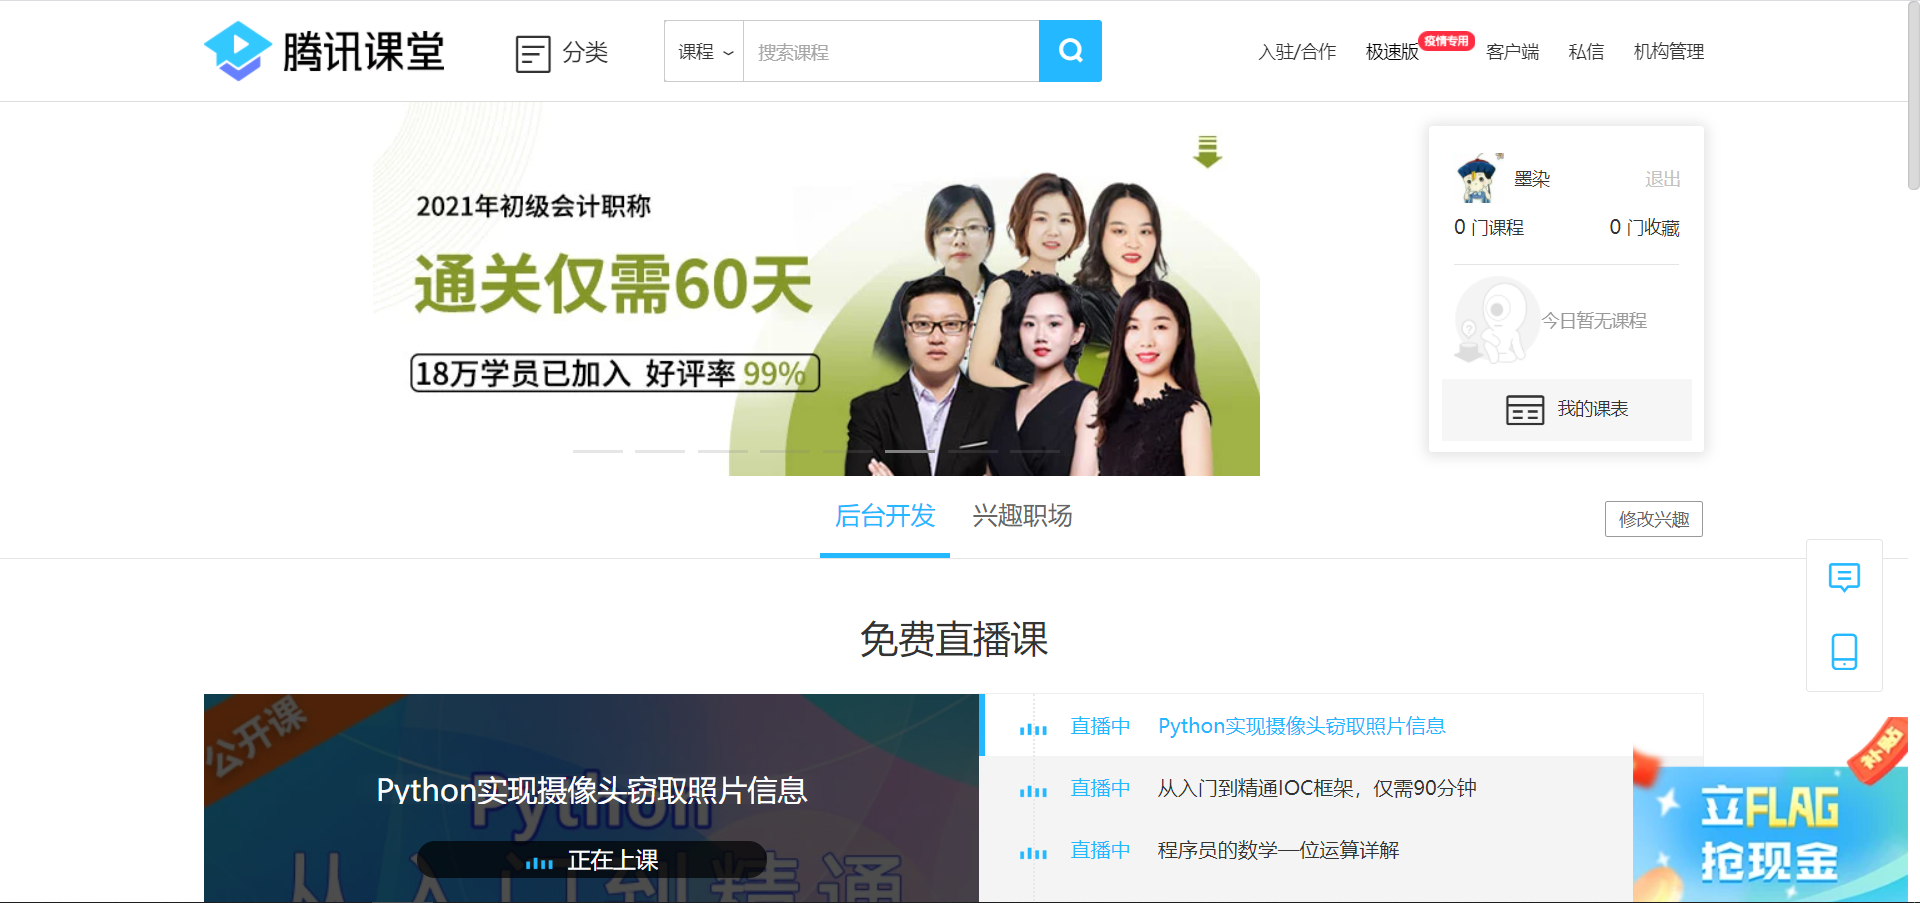 腾讯课堂
分类
课程
搜索课程
入驻/合作
极速版
疫情专用
客户端
私信
机构管理
2021年初级会计职称
通关仅需60天
18万学员已加入 好评率 99%
墨染
退出
0 门课程
0 门收藏
今日暂无课程
我的课表
后台开发
兴趣职场
修改兴趣
免费直播课
公开课
Python实现摄像头窃取照片信息
正在上课
Python
从入门到精通
直播中 Python实现摄像头窃取照片信息
直播中 从入门到精通IOC框架，仅需90分钟
直播中 程序员的数学—位运算详解
补贴
立FLAG
抢现金